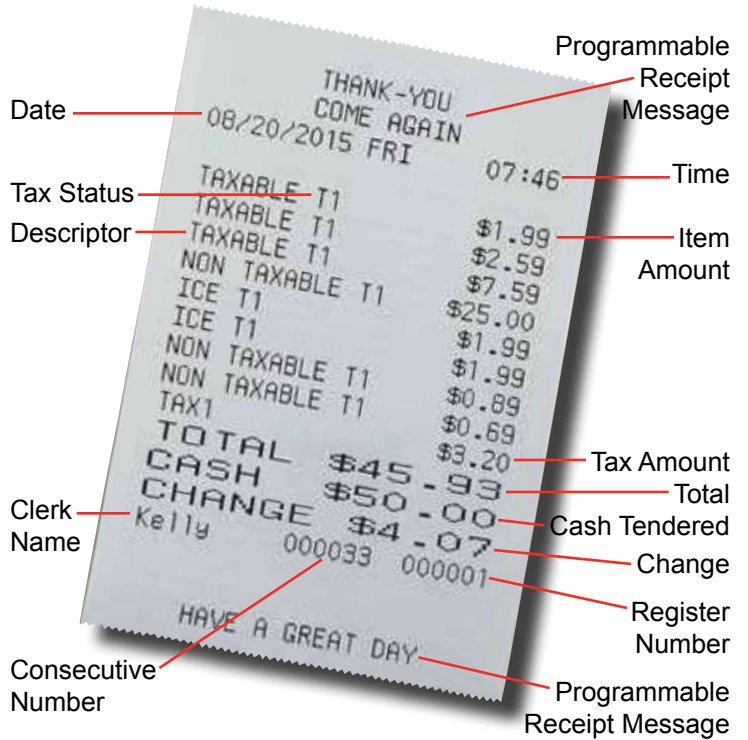 Programmable
Receipt
Message
Date
Tax Status
Descriptor
Clerk
Name
Consecutive
Number
THANK-YOU
COME AGAIN
08/20/2015 FRI 07:46
TAXABLE T1 $1.99
TAXABLE T1 $2.59
TAXABLE T1 $7.59
NON TAXABLE T1 $25.00
ICE T1 $1.99
ICE T1 $1.99
NON TAXABLE T1 $0.89
NON TAXABLE T1 $0.69
TAX1 $3.20
TOTAL $45.93
CASH $50.00
CHANGE $4.07
Kelly 000033 000001
HAVE A GREAT DAY
Time
Item
Amount
Tax Amount
Total
Cash Tendered
Change
Register
Number
Programmable
Receipt Message